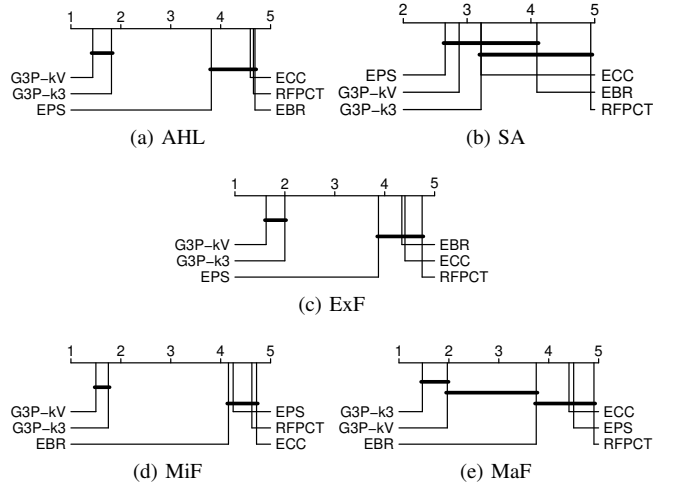 1 2 3 4 5
G3P−kV ECC
G3P−k3 RFPCT
EPS EBR
(a) AHL
2 3 4 5
EPS ECC
G3P−kV EBR
G3P−k3 RFPCT
(b) SA
1 2 3 4 5
G3P−kV EBR
G3P−k3 ECC
EPS RFPCT
(c) ExF
1 2 3 4 5
G3P−kV EPS
G3P−k3 RFPCT
EBR ECC
(d) MiF
1 2 3 4 5
G3P−k3 ECC
G3P−kV EPS
EBR RFPCT
(e) MaF